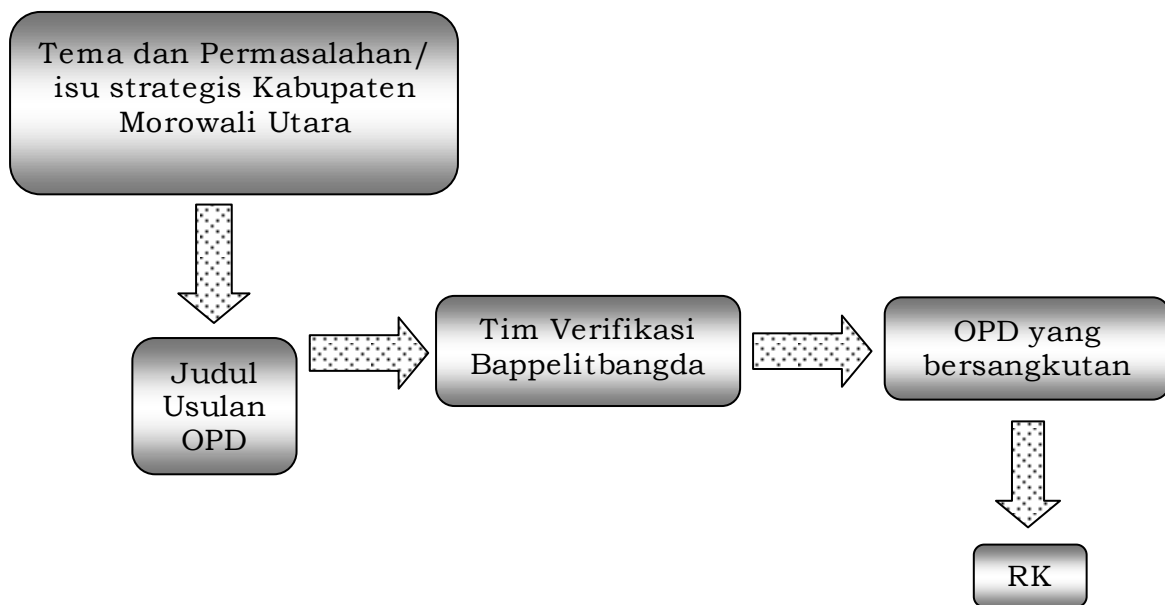 Tema dan Permasalahan/
isu strategis Kabupaten
Morowali Utara
Judul
Usulan
OPD
Tim Verifikasi
Bappelitbangda
OPD yang
bersangkutan
RK